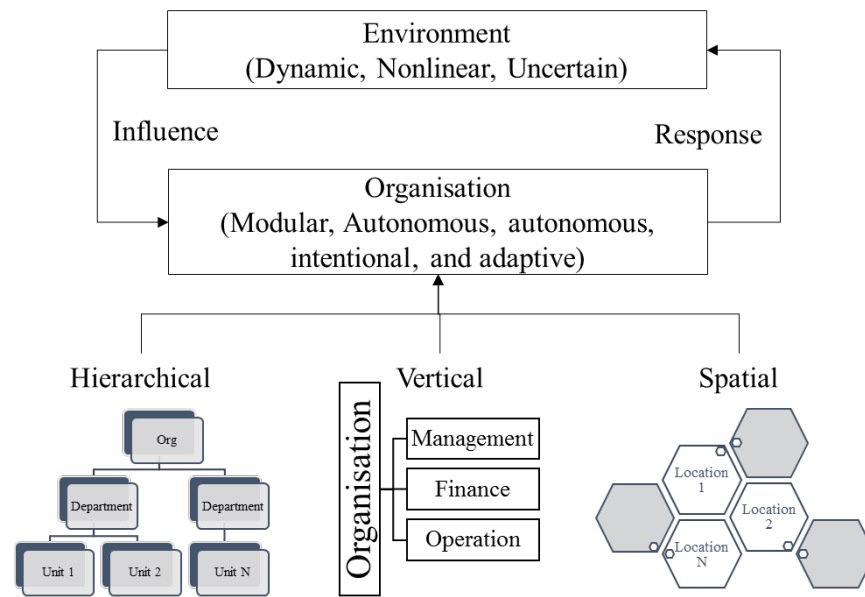 Environment
(Dynamic, Nonlinear, Uncertain)
Influence
Response
Organisation
(Modular, Autonomous, autonomous,
intentional, and adaptive)
Hierarchical
Vertical
Spatial
Org
Department
Department
Unit 1
Unit 2
Unit N
Organisation
Management
Finance
Operation
Location
1
Location
2
Location
N